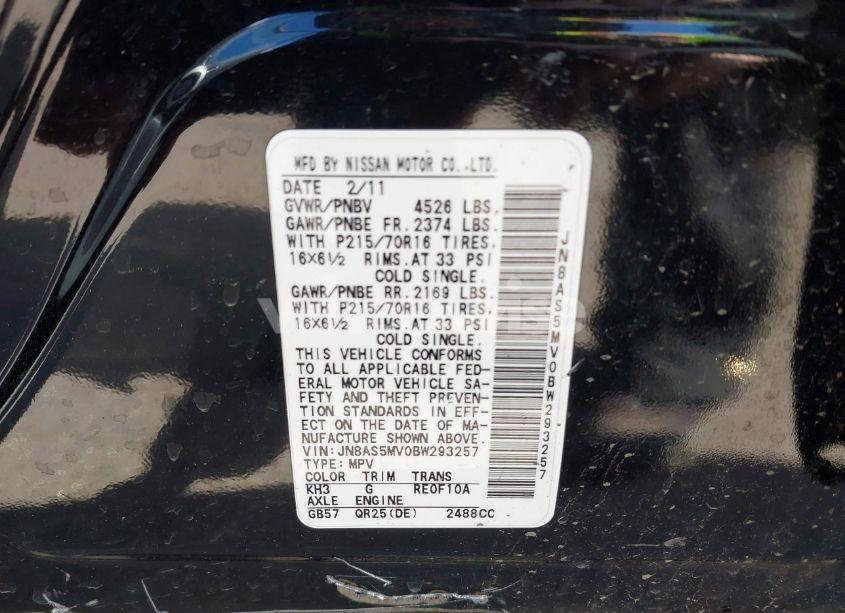 MFD BY NISSAN MOTOR CO.,LTD.
DATE 2/11
GVWR/PNBV 4526 LBS.
GAWR/PNBE FR. 2374 LBS.
WITH P215/70R16 TIRES.
16X6½ RIMS. AT 33 PSI
COLD SINGLE.
GAWR/PNBE RR. 2169 LBS.
WITH P215/70R16 TIRES.
16X6½ RIMS. AT 33 PSI
COLD SINGLE.
THIS VEHICLE CONFORMS
TO ALL APPLICABLE FED-
ERAL MOTOR VEHICLE SA-
FETY AND THEFT PREVEN-
TION STANDARDS IN EFF-
ECT ON THE DATE OF MA-
NUFACTURE SHOWN ABOVE.
VIN: JN8AS5MV0BW293257
TYPE: MPV
COLOR TRIM TRANS
KH3 G RE0F10A
AXLE ENGINE
GB57 QR25(DE) 2488CC
JN8AS5MV0BW293257